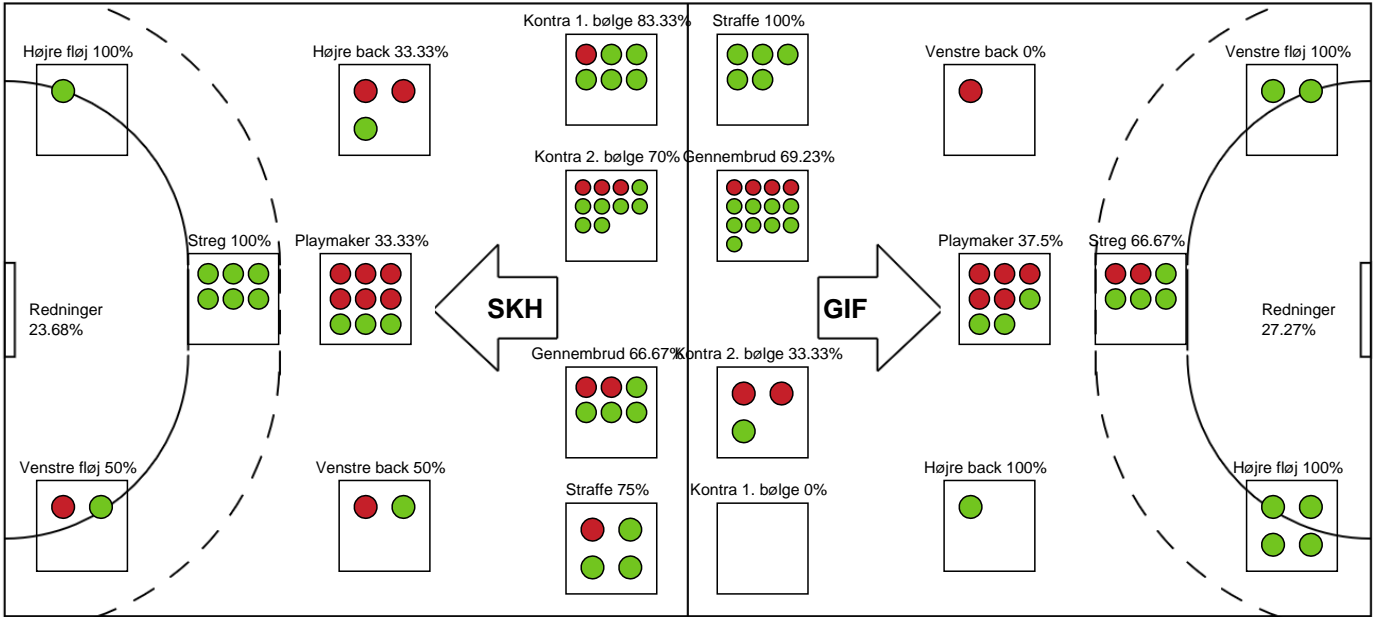 Kontra 1. bølge 83.33%
Straffe 100%
Højre fløj 100%
Højre back 33.33%
Venstre back 0%
Venstre fløj 100%
Kontra 2. bølge 70%
Gennembrud 69.23%
Streg 100%
Playmaker 33.33%
Playmaker 37.5%
Streg 66.67%
Redninger
23.68%
SKH
GIF
Redninger
27.27%
Gennembrud 66.67%
Kontra 2. bølge 33.33%
Venstre fløj 50%
Venstre back 50%
Højre back 100%
Højre fløj 100%
Straffe 75%
Kontra 1. bølge 0%